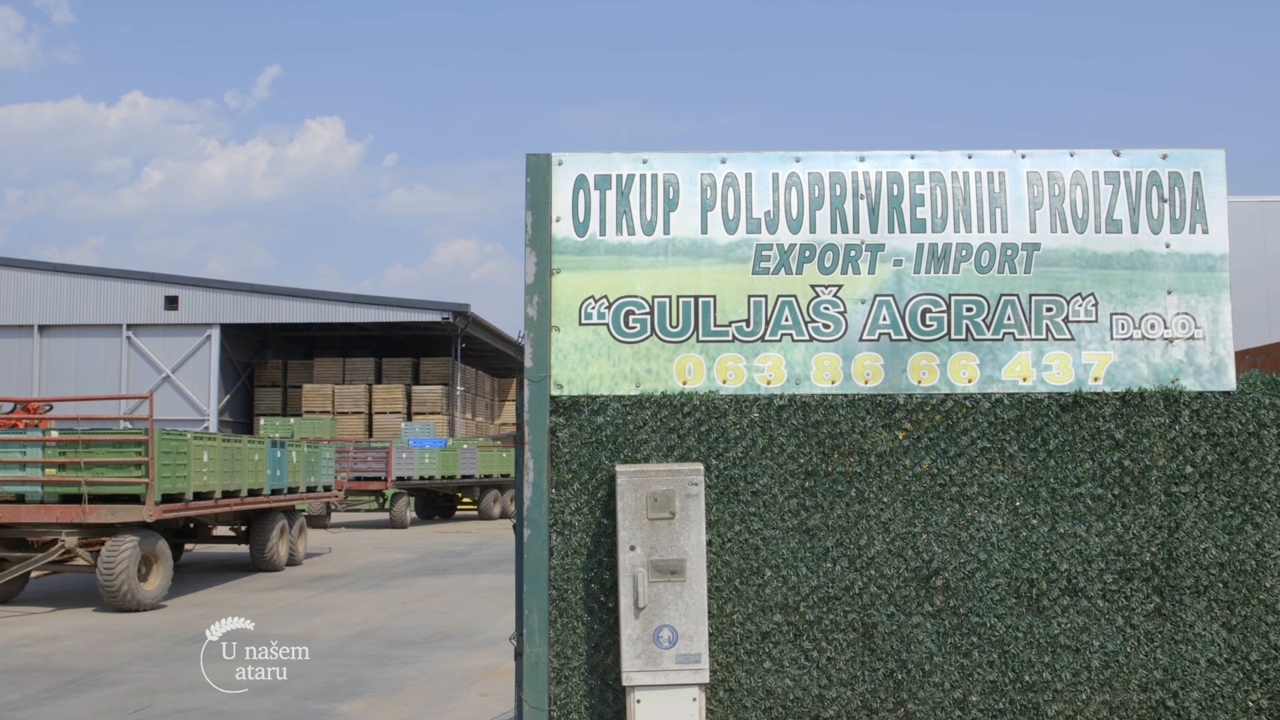 OTKUP POLJOPRIVREDNIH PROIZVODA
EXPORT - IMPORT
“GULJAŠ AGRAR“ D.O.O.
063 86 66 437
U našem
ataru